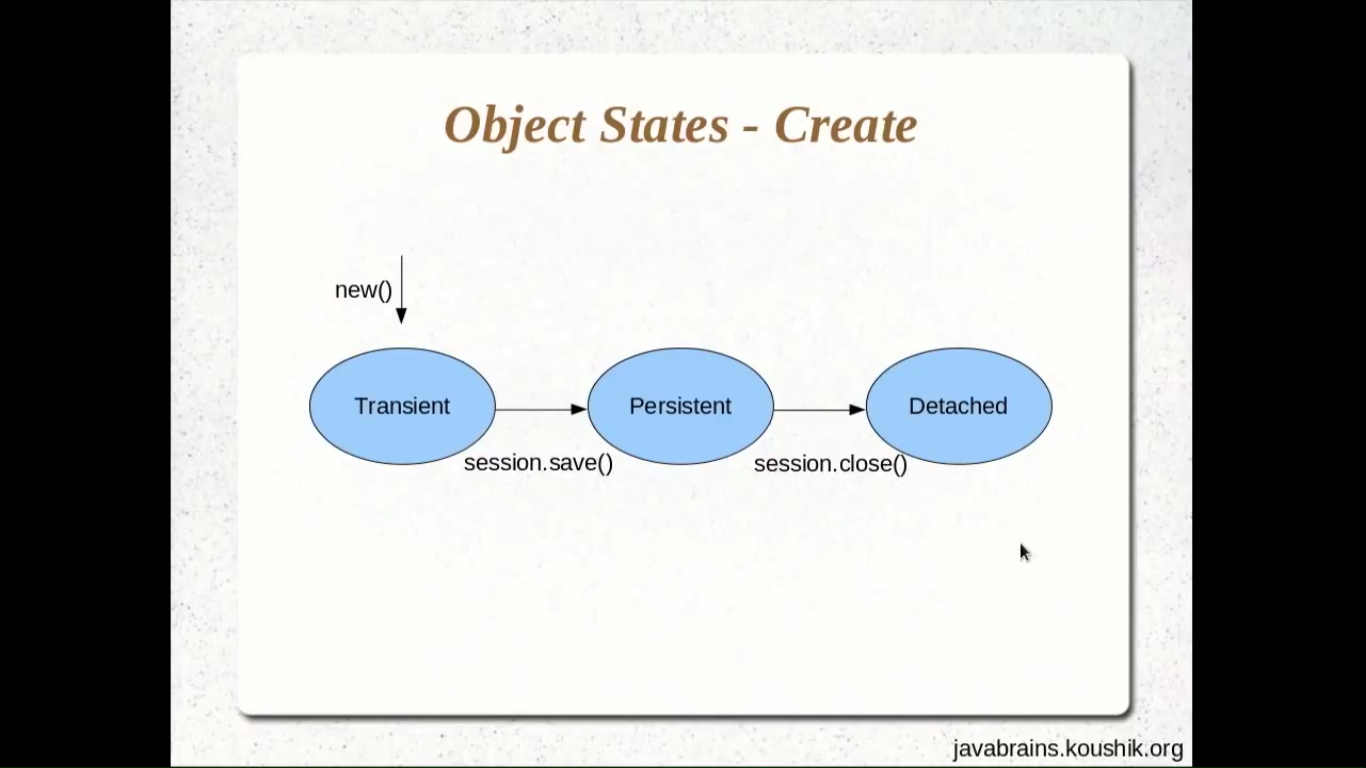 Object States - Create
new()
Transient
Persistent
Detached
session.save()
session.close()
javabrains.koushik.org